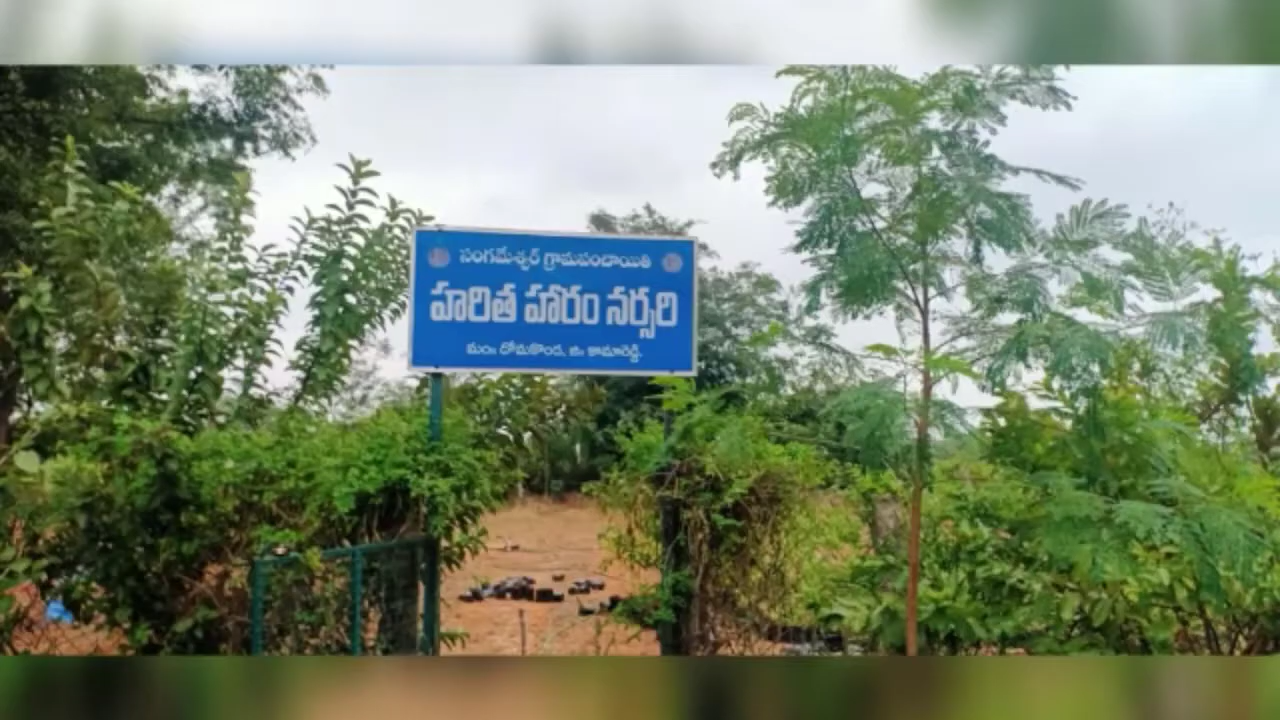 సంగమేశ్వర్ గ్రామపంచాయితి
హరిత హారం నర్సరి
మం॥ దోమకొండ, జి॥ కామారెడ్డి.